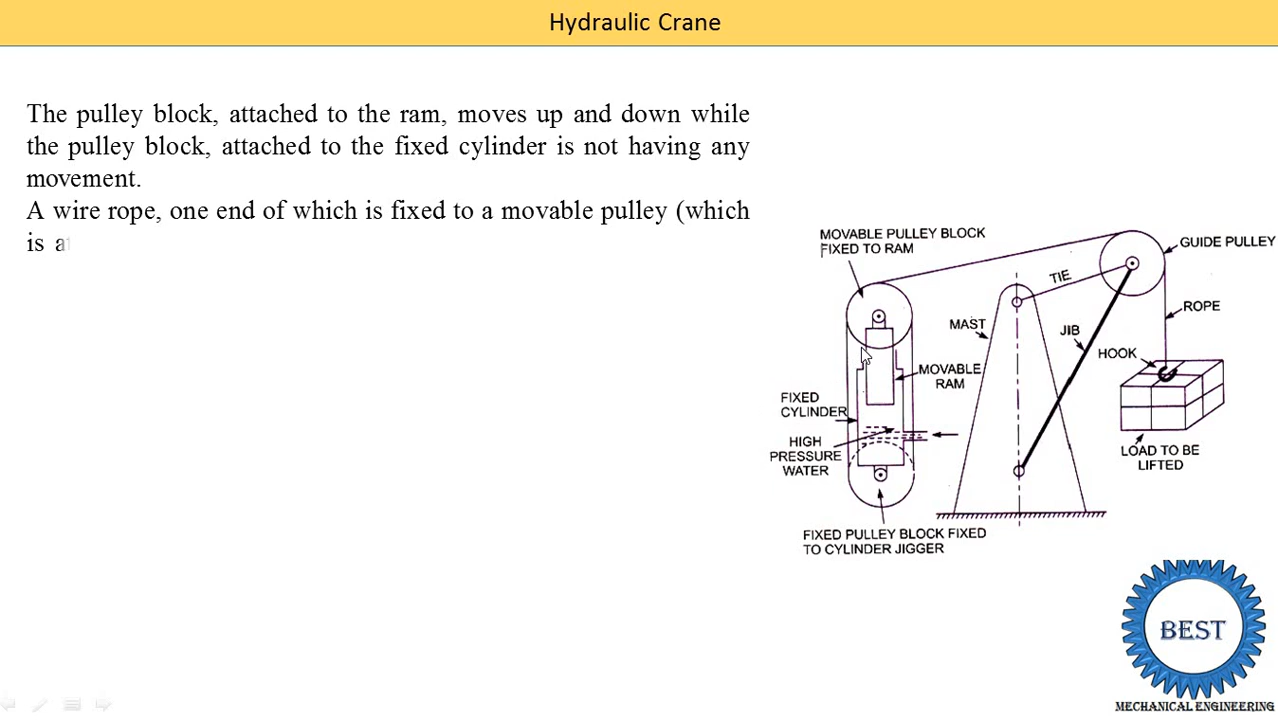 Hydraulic Crane
The pulley block, attached to the ram, moves up and down while
the pulley block, attached to the fixed cylinder is not having any
movement.
A wire rope, one end of which is fixed to a movable pulley (which
is at
MOVABLE PULLEY BLOCK
FIXED TO RAM
GUIDE PULLEY
TIE
ROPE
MAST
JIB
HOOK
MOVABLE
RAM
FIXED
CYLINDER
HIGH
PRESSURE
WATER
LOAD TO BE
LIFTED
FIXED PULLEY BLOCK FIXED
TO CYLINDER JIGGER
BEST
MECHANICAL ENGINEERING